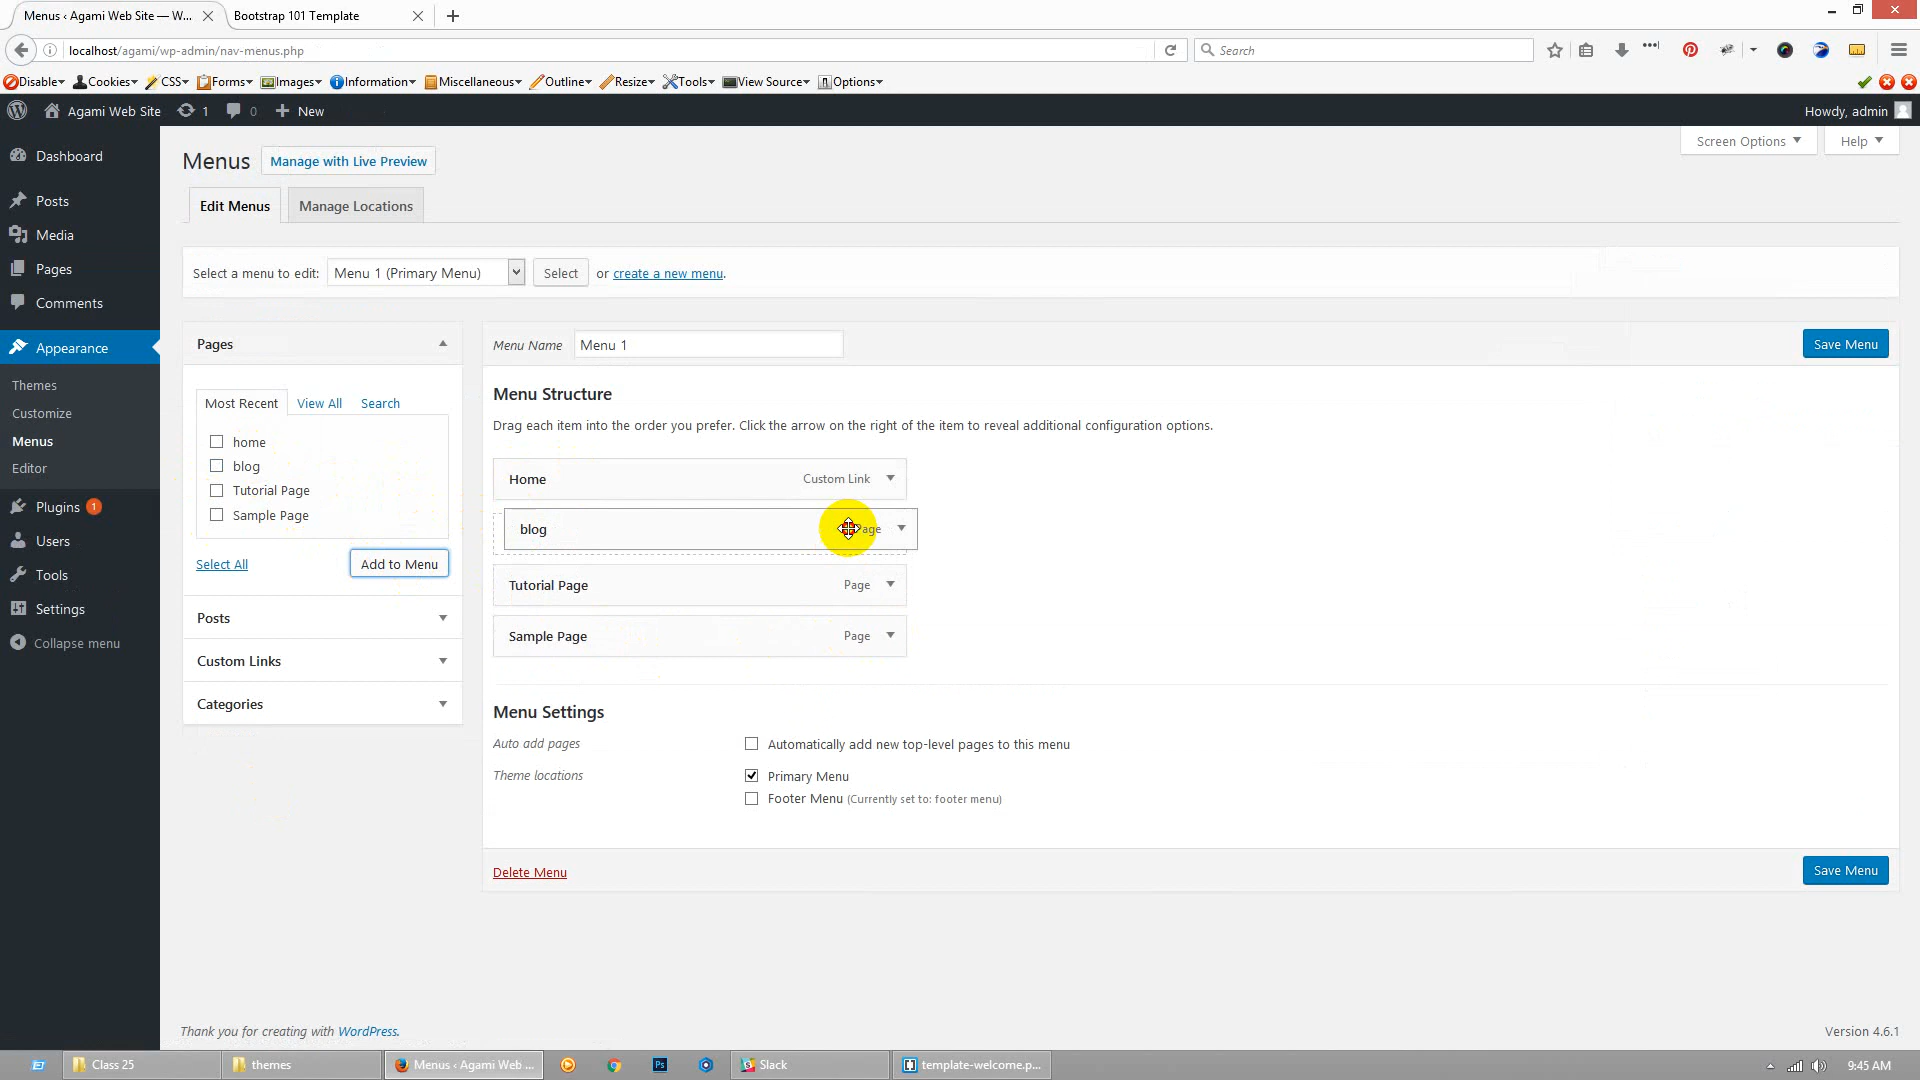 Menus ‹ Agami Web Site — W...
Bootstrap 101 Template
localhost/agami/wp-admin/nav-menus.php
Search
Disable
Cookies
CSS
Forms
Images
Information
Miscellaneous
Outline
Resize
Tools
View Source
Options
Agami Web Site
1
0
New
Howdy, admin
Dashboard
Posts
Media
Pages
Comments
Appearance
Themes
Customize
Menus
Editor
Plugins 1
Users
Tools
Settings
Collapse menu
Menus
Manage with Live Preview
Screen Options
Help
Edit Menus
Manage Locations
Select a menu to edit: Menu 1 (Primary Menu) Select or create a new menu.
Pages
Most Recent
View All
Search
home
blog
Tutorial Page
Sample Page
Select All
Add to Menu
Posts
Custom Links
Categories
Menu Name Menu 1
Save Menu
Menu Structure
Drag each item into the order you prefer. Click the arrow on the right of the item to reveal additional configuration options.
Home Custom Link
blog Page
Tutorial Page Page
Sample Page Page
Menu Settings
Auto add pages
Automatically add new top-level pages to this menu
Theme locations
Primary Menu
Footer Menu (Currently set to: footer menu)
Delete Menu
Save Menu
Thank you for creating with WordPress.
Version 4.6.1
Class 25
themes
Menus ‹ Agami Web ...
Ps
Slack
template-welcome.p...
9:45 AM